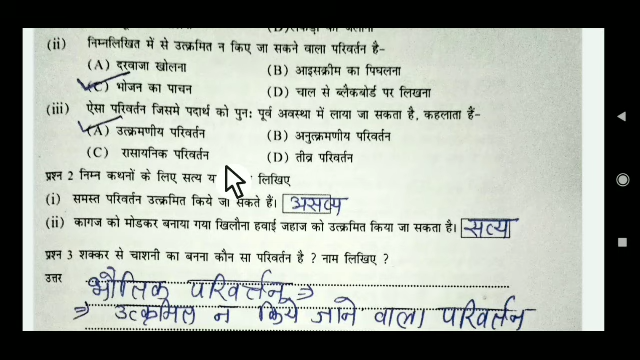 (ii) निम्नलिखित में से उत्क्रमित न किए जा सकने वाला परिवर्तन है-
(A) दरवाजा खोलना (B) आइसक्रीम का पिघलना
(C) भोजन का पाचन (D) चाल से ब्लैकबोर्ड पर लिखना
(iii) ऐसा परिवर्तन जिसमे पदार्थ को पुनः पूर्व अवस्था में लाया जा सकता है, कहलाता हैं-
(A) उत्क्रमणीय परिवर्तन (B) अनुत्क्रमणीय परिवर्तन
(C) रासायनिक परिवर्तन (D) तीव्र परिवर्तन
प्रश्न 2 निम्न कथनों के लिए सत्य य लिखिए
(i) समस्त परिवर्तन उत्क्रमित किये जा सकते हैं। असत्य
(ii) कागज को मोडकर बनाया गया खिलौना हवाई जहाज को उत्क्रमित किया जा सकता है। सत्य
प्रश्न 3 शक्कर से चाशनी का बनना कौन सा परिवर्तन है ? नाम लिखिए ?
उत्तर भौतिक परिवर्तन ⇒
⇒ उत्क्रमित न किये जाने वाला परिवर्तन